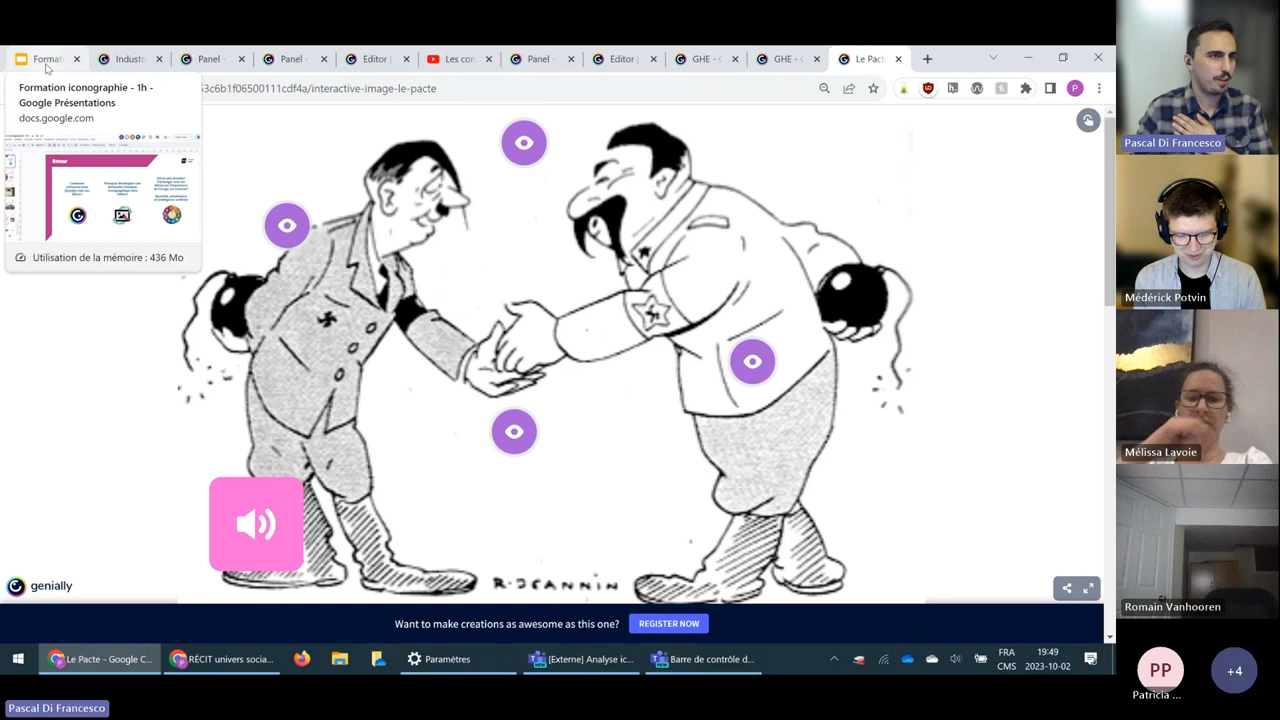 Format
Industri
Panel -
Panel -
Editor |
Les con
Panel -
Editor |
GHE - G
GHE - G
Le Pact
53c6b1f06500111cdf4a/interactive-image-le-pacte
Formation iconographie - 1h -
Google Présentations
docs.google.com
Retour
Utilisation de la mémoire : 436 Mo
R. JEANNIN
genially
Want to make creations as awesome as this one?
REGISTER NOW
Le Pacte - Google C...
RÉCIT univers socia...
Paramètres
[Externe] Analyse ic...
Barre de contrôle d...
FRA
CMS
19:49
2023-10-02
Pascal Di Francesco
Pascal Di Francesco
Médérick Potvin
Mélissa Lavoie
Romain Vanhooren
PP
Patricia ...
+4